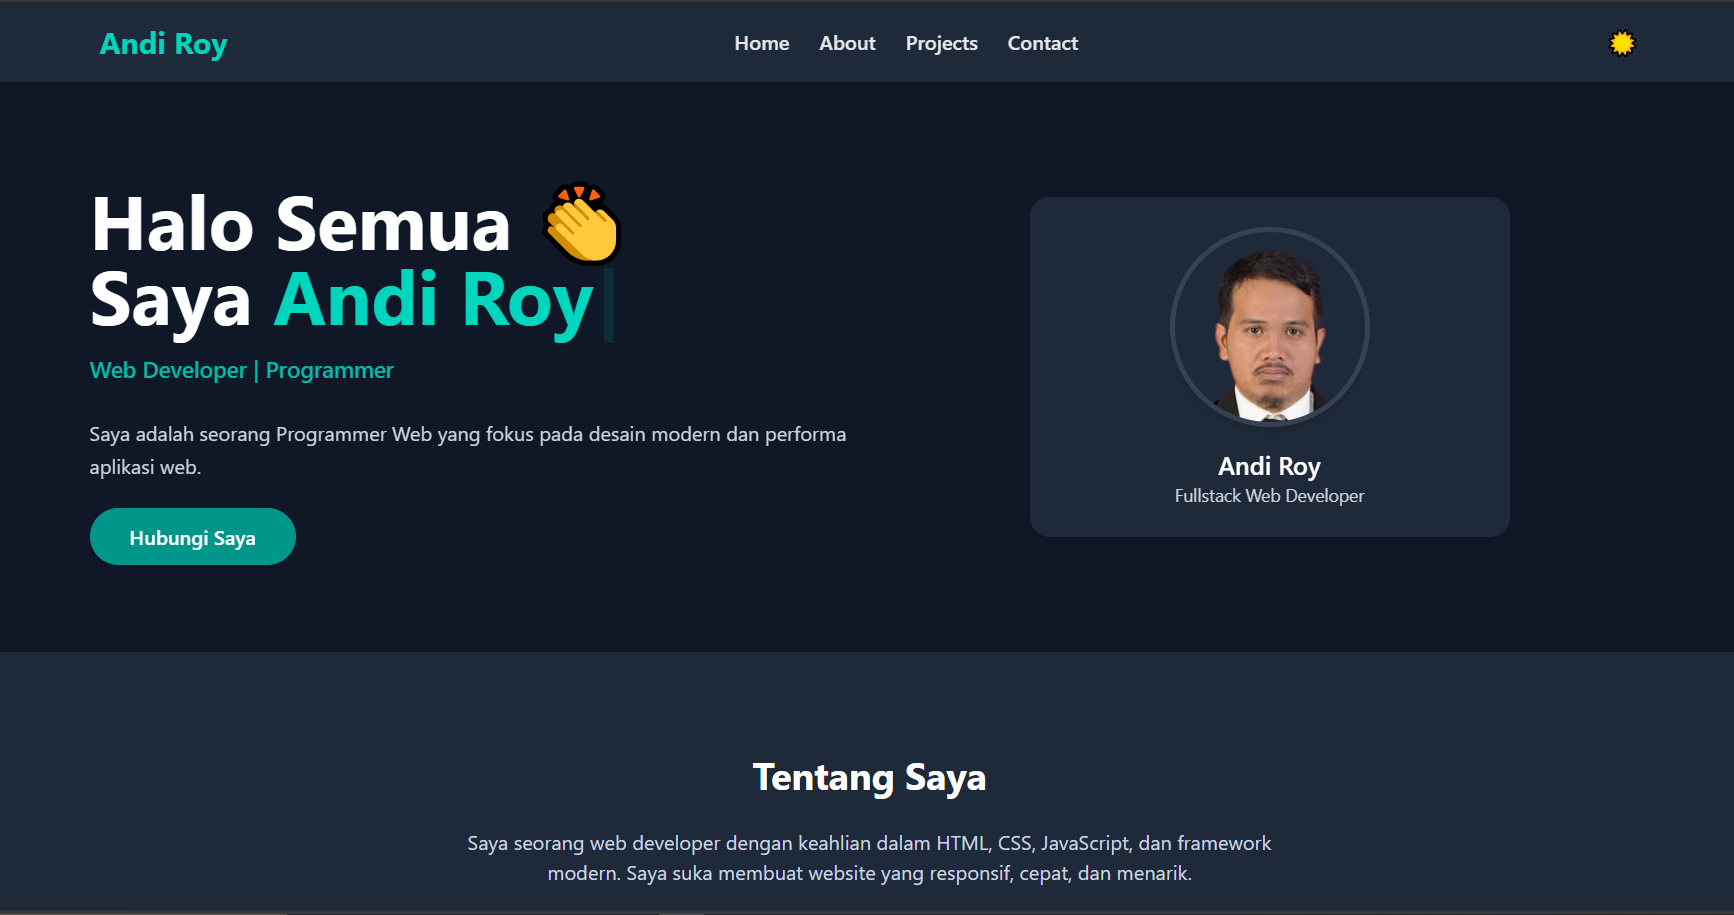 Andi Roy
Home About Projects Contact
Halo Semua 👏
Saya Andi Roy
Web Developer | Programmer
Saya adalah seorang Programmer Web yang fokus pada desain modern dan performa
aplikasi web.
Hubungi Saya
Andi Roy
Fullstack Web Developer
Tentang Saya
Saya seorang web developer dengan keahlian dalam HTML, CSS, JavaScript, dan framework
modern. Saya suka membuat website yang responsif, cepat, dan menarik.